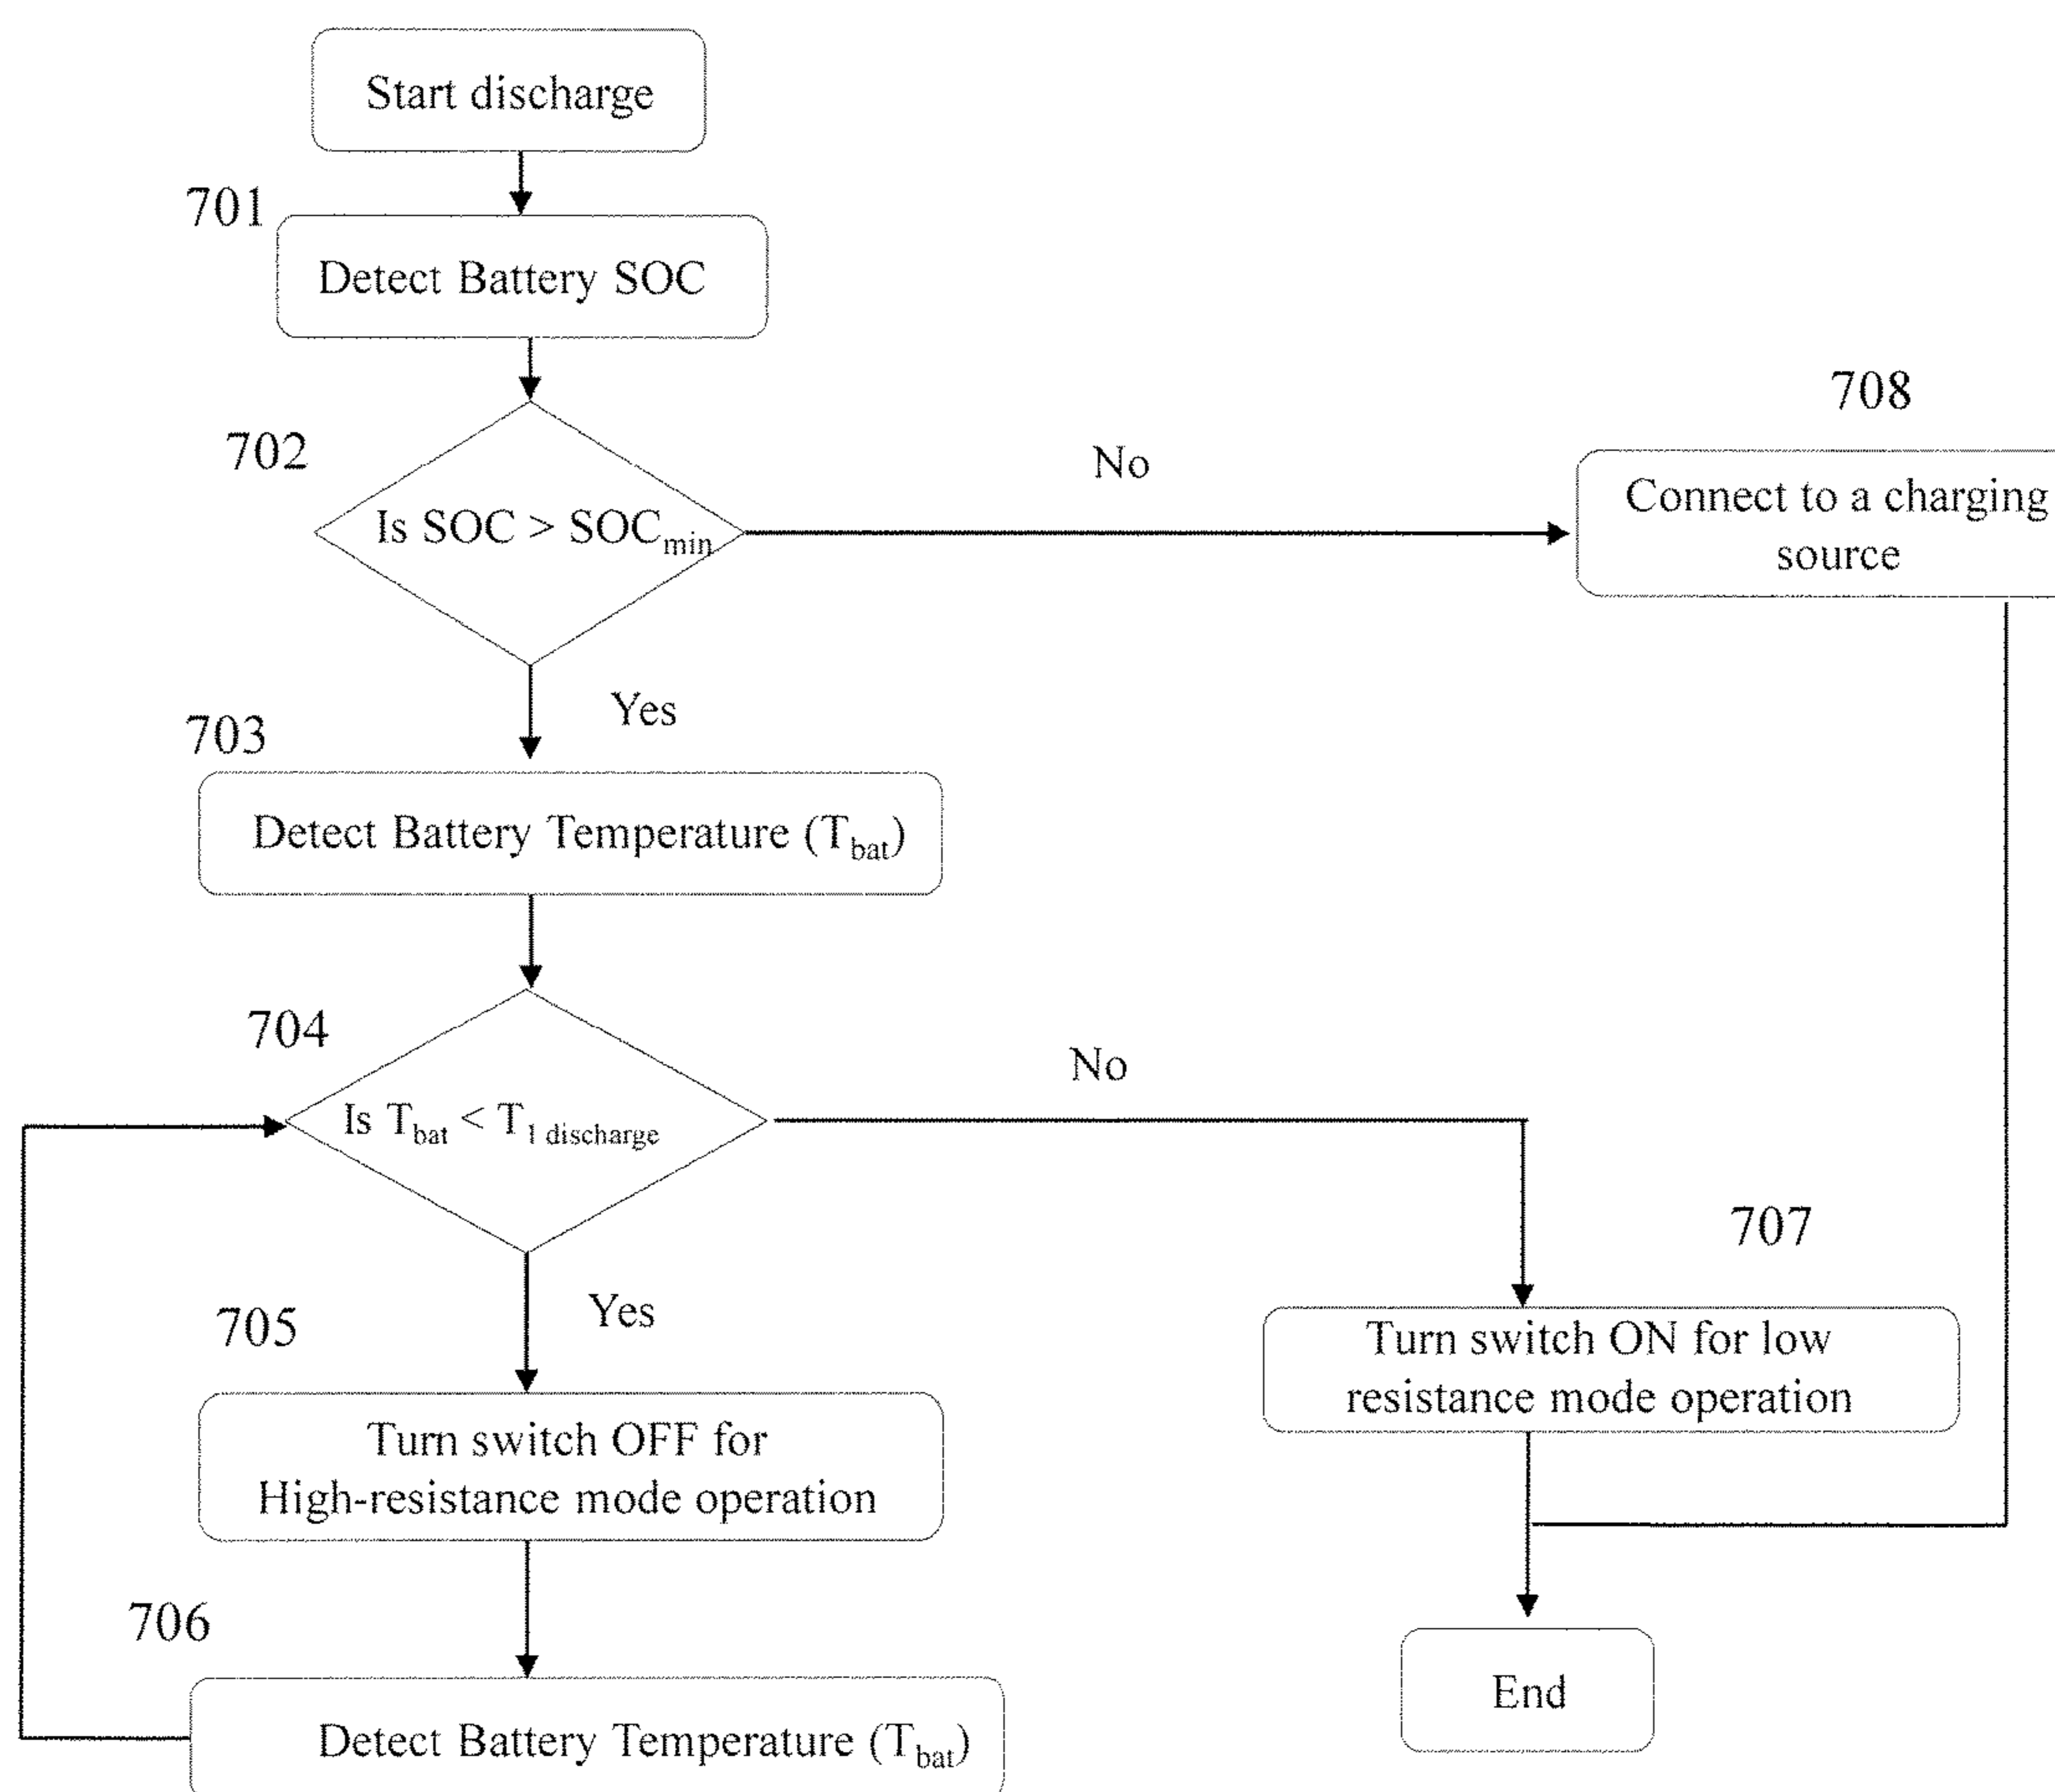 Start discharge
701
Detect Battery SOC
702
Is SOC > SOCmin
No
708
Connect to a charging
source
Yes
703
Detect Battery Temperature (Tbat)
704
Is Tbat < T1 discharge
No
707
Turn switch ON for low
resistance mode operation
Yes
705
Turn switch OFF for
High-resistance mode operation
706
Detect Battery Temperature (Tbat)
End